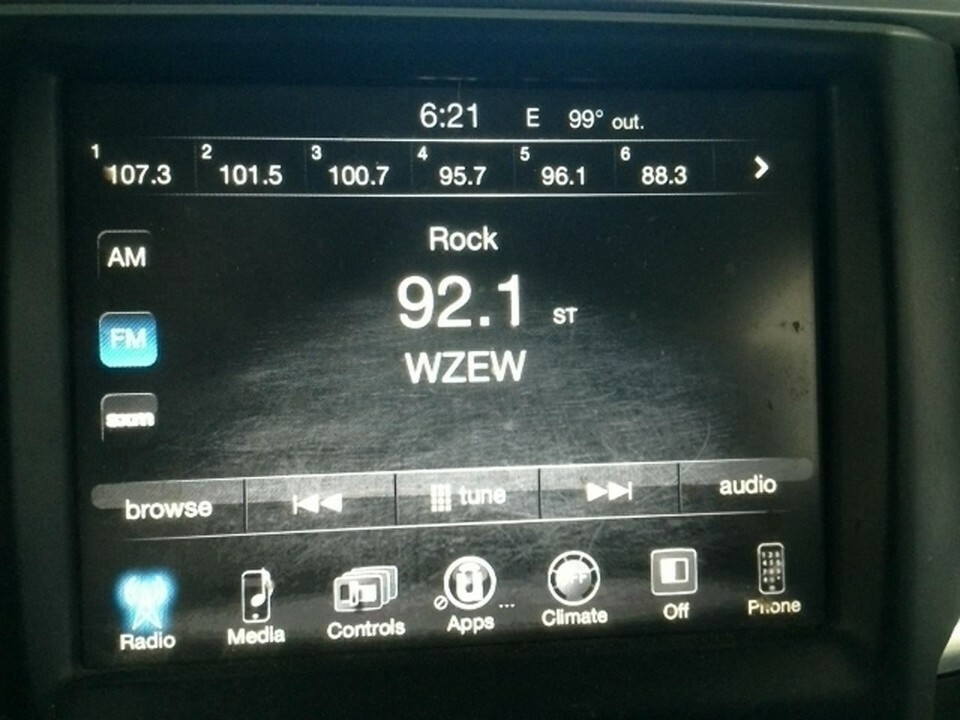 6:21 E 99° out.
1 107.3 2 101.5 3 100.7 4 95.7 5 96.1 6 88.3
Rock
AM
92.1 ST
FM
WZEW
sxm
browse tune audio
Radio Media Controls Apps ... Climate Off Phone